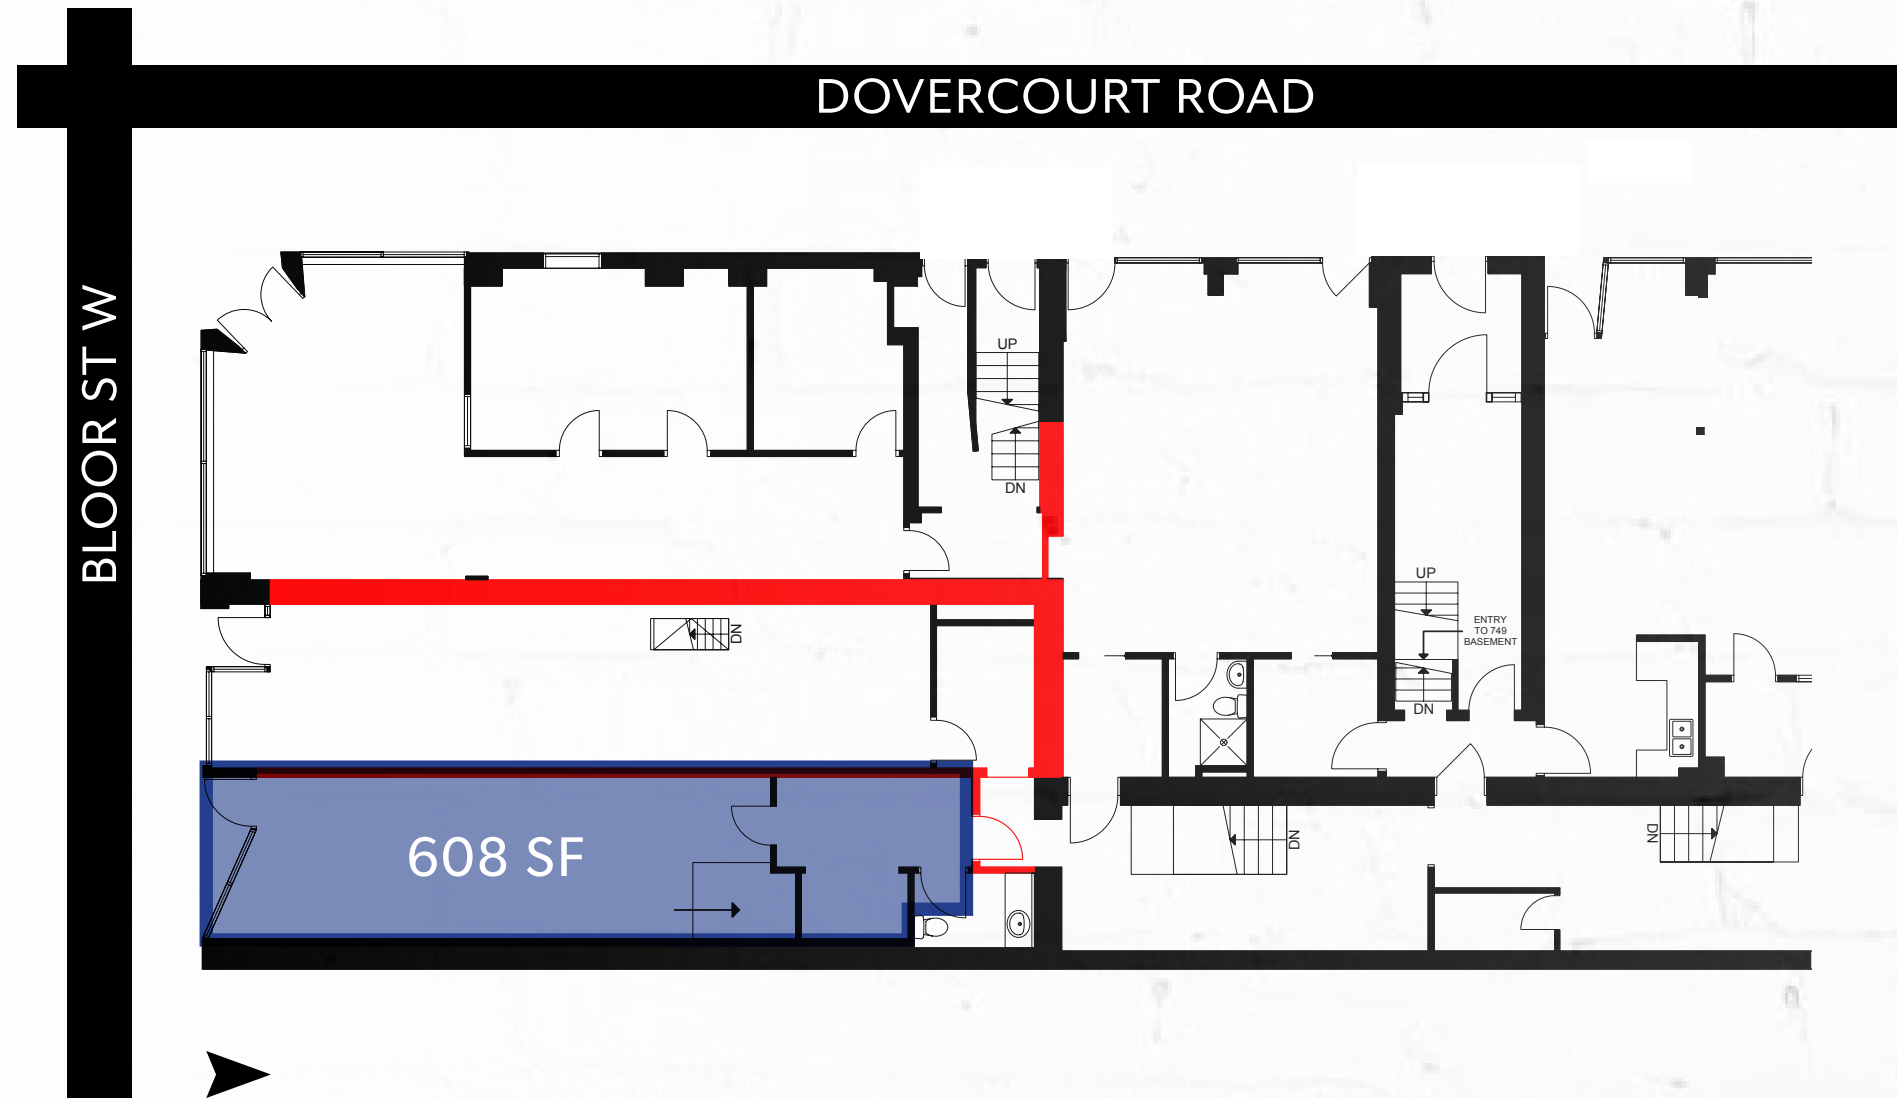 DOVERCOURT ROAD
BLOOR ST W
UP
DN
UP
ENTRY
TO 749
BASEMENT
DN
DN
608 SF
DN
DN